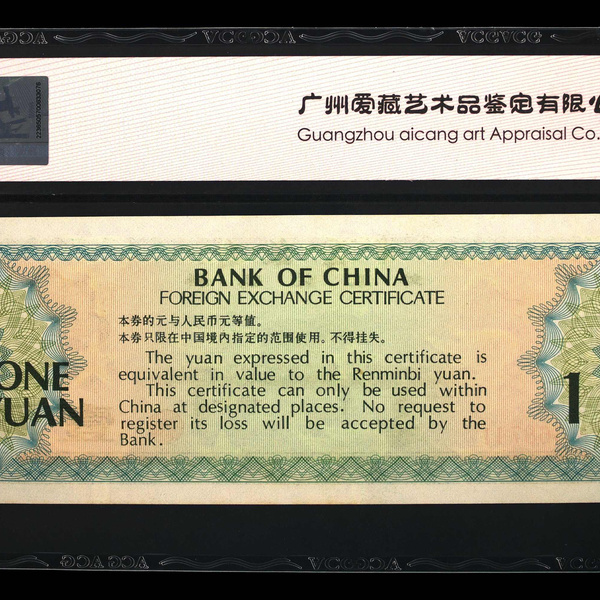 广州爱藏艺术品鉴定有限公
Guangzhou aicang art Appraisal Co.
BANK OF CHINA
FOREIGN EXCHANGE CERTIFICATE
本券的元与人民币元等值。
本券只限在中国境内指定的范围使用。不得挂失。
The yuan expressed in this certificate is
equivalent in value to the Renminbi yuan.
This certificate can only be used within
China at designated places. No request to
register its loss will be accepted by the
Bank.
ONE
YUAN
1